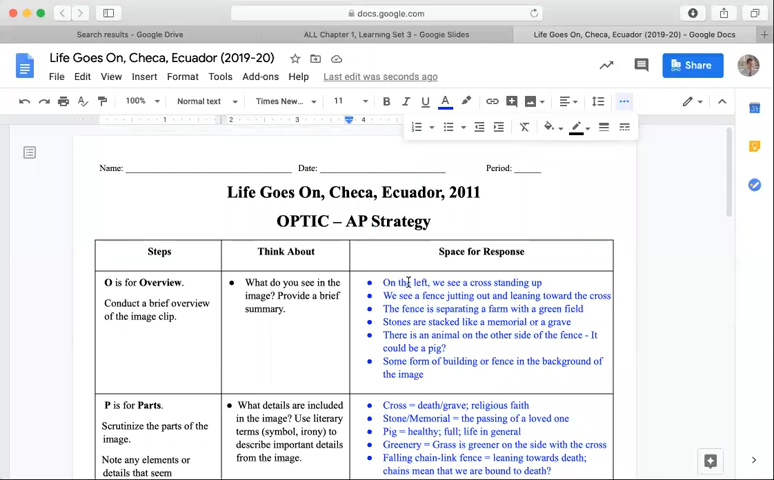 docs.google.com
Search results - Google Drive
ALL Chapter 1, Learning Set 3 - Google Slides
Life Goes On, Checa, Ecuador (2019-20) - Google Docs
Life Goes On, Checa, Ecuador (2019-20)
File Edit View Insert Format Tools Add-ons Help Last edit was seconds ago
Share
100% Normal text Times New... 11 B I U A
1 2 3 4
Name: Date: Period:
Life Goes On, Checa, Ecuador, 2011
OPTIC – AP Strategy
Steps Think About Space for Response
O is for Overview.
Conduct a brief overview
of the image clip.
● What do you see in the
image? Provide a brief
summary.
● On the left, we see a cross standing up
● We see a fence jutting out and leaning toward the cross
● The fence is separating a farm with a green field
● Stones are stacked like a memorial or a grave
● There is an animal on the other side of the fence - It
could be a pig?
● Some form of building or fence in the background of
the image
P is for Parts.
Scrutinize the parts of the
image.
Note any elements or
details that seem
● What details are included
in the image? Use literary
terms (symbol, irony) to
describe important details
from the image.
● Cross = death/grave; religious faith
● Stone/Memorial = the passing of a loved one
● Pig = healthy; full; life in general
● Greenery = Grass is greener on the side with the cross
● Falling chain-link fence = leaning towards death;
chains mean that we are bound to death?